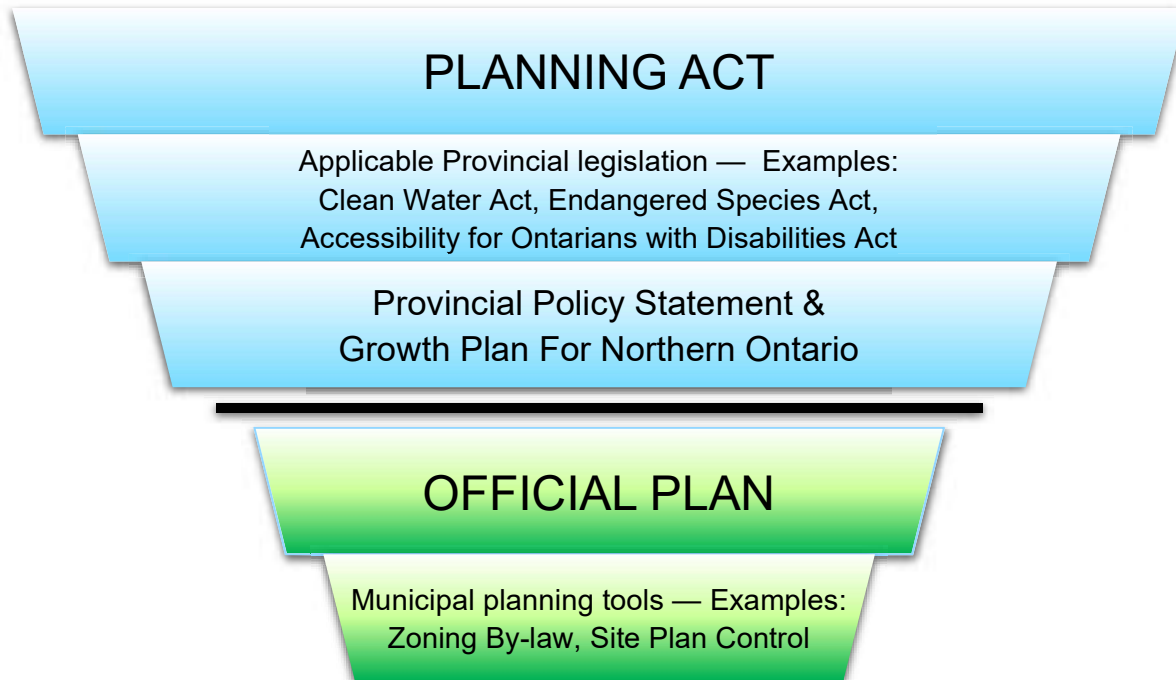 PLANNING ACT
Applicable Provincial legislation — Examples:
Clean Water Act, Endangered Species Act,
Accessibility for Ontarians with Disabilities Act
Provincial Policy Statement &
Growth Plan For Northern Ontario
OFFICIAL PLAN
Municipal planning tools — Examples:
Zoning By-law, Site Plan Control